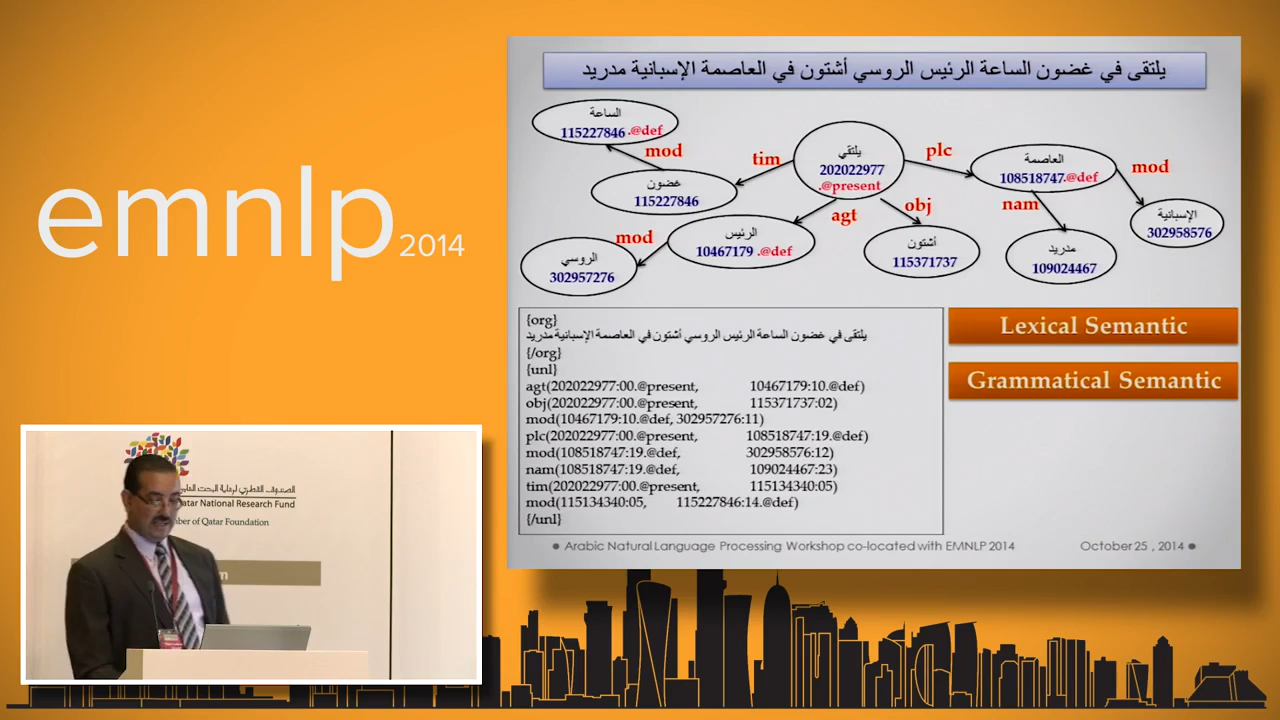 emnlp 2014
يلتقى في غضون الساعة الرئيس الروسي أشتون في العاصمة الإسبانية مدريد
الساعة
115227846 .@def
mod
tim
غضون
115227846
يلتقي
202022977
.@present
plc
العاصمة
108518747.@def
mod
الإسبانية
302958576
nam
مدريد
109024467
obj
أشتون
115371737
agt
الرئيس
10467179 .@def
mod
الروسي
302957276
{org}
يلتقى في غضون الساعة الرئيس الروسي أشتون في العاصمة الإسبانية مدريد
{/org}
{unl}
agt(202022977:00.@present, 10467179:10.@def)
obj(202022977:00.@present, 115371737:02)
mod(10467179:10.@def, 302957276:11)
plc(202022977:00.@present, 108518747:19.@def)
mod(108518747:19.@def, 302958576:12)
nam(108518747:19.@def, 109024467:23)
tim(202022977:00.@present, 115134340:05)
mod(115134340:05, 115227846:14.@def)
{/unl}
Lexical Semantic
Grammatical Semantic
Arabic Natural Language Processing Workshop co-located with EMNLP 2014
October 25 , 2014
الصندوق القطري لرعاية البحث العلمي
Qatar National Research Fund
of Qatar Foundation